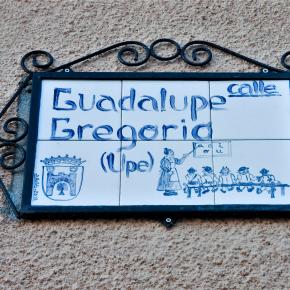 calle
Guadalupe
Gregoria
(Upe)
a e i
o u